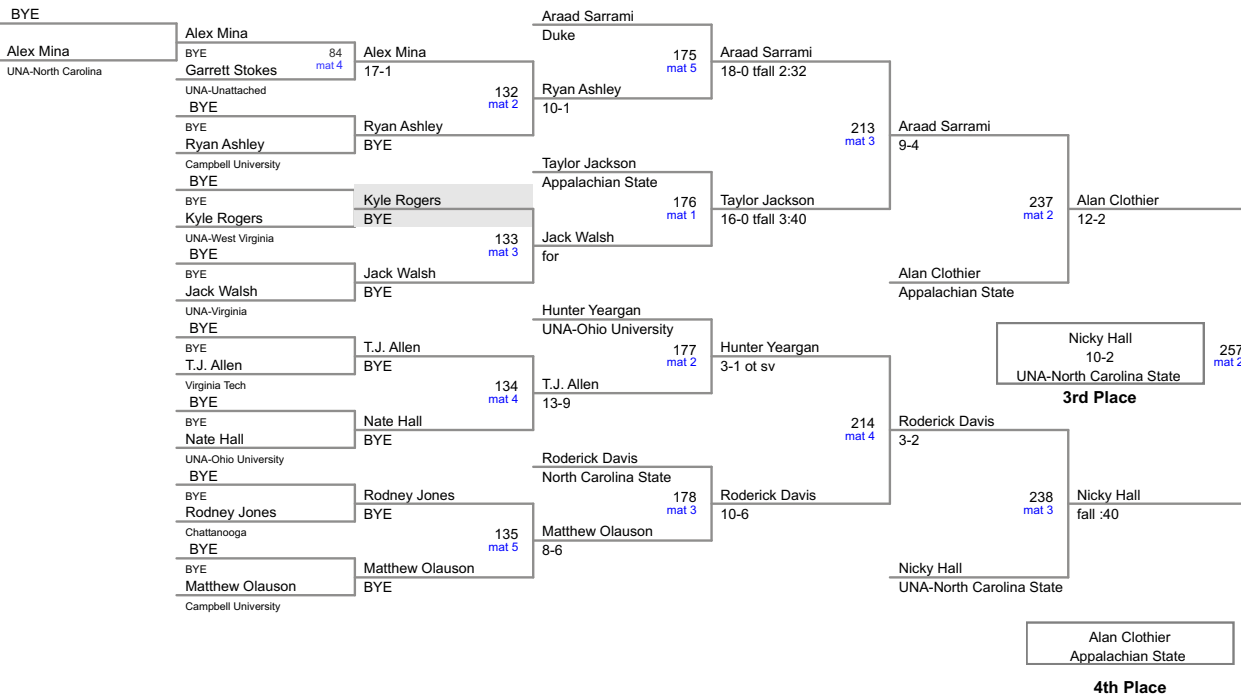 BYE
Alex Mina
UNA-North Carolina
Alex Mina
BYE
84
mat 4
Garrett Stokes
UNA-Unattached
BYE
BYE
Ryan Ashley
Campbell University
BYE
BYE
Kyle Rogers
UNA-West Virginia
BYE
BYE
Jack Walsh
UNA-Virginia
BYE
BYE
T.J. Allen
Virginia Tech
BYE
BYE
Nate Hall
UNA-Ohio University
BYE
BYE
Rodney Jones
Chattanooga
BYE
BYE
Matthew Olauson
Campbell University
Alex Mina
17-1
132
mat 2
Ryan Ashley
BYE
Kyle Rogers
BYE
133
mat 3
Jack Walsh
BYE
T.J. Allen
BYE
134
mat 4
Nate Hall
BYE
Rodney Jones
BYE
135
mat 5
Matthew Olauson
BYE
Araad Sarrami
Duke
175
mat 5
Ryan Ashley
10-1
Taylor Jackson
Appalachian State
176
mat 1
Jack Walsh
for
Hunter Yeargan
UNA-Ohio University
177
mat 2
T.J. Allen
13-9
Roderick Davis
North Carolina State
178
mat 3
Matthew Olauson
8-6
Araad Sarrami
18-0 tfall 2:32
213
mat 3
Taylor Jackson
16-0 tfall 3:40
Hunter Yeargan
3-1 ot sv
214
mat 4
Roderick Davis
10-6
Araad Sarrami
9-4
237
mat 2
Alan Clothier
Appalachian State
Roderick Davis
3-2
238
mat 3
Nicky Hall
UNA-North Carolina State
Alan Clothier
12-2
Nicky Hall
10-2
UNA-North Carolina State
257
mat 2
3rd Place
Nicky Hall
fall :40
Alan Clothier
Appalachian State
4th Place